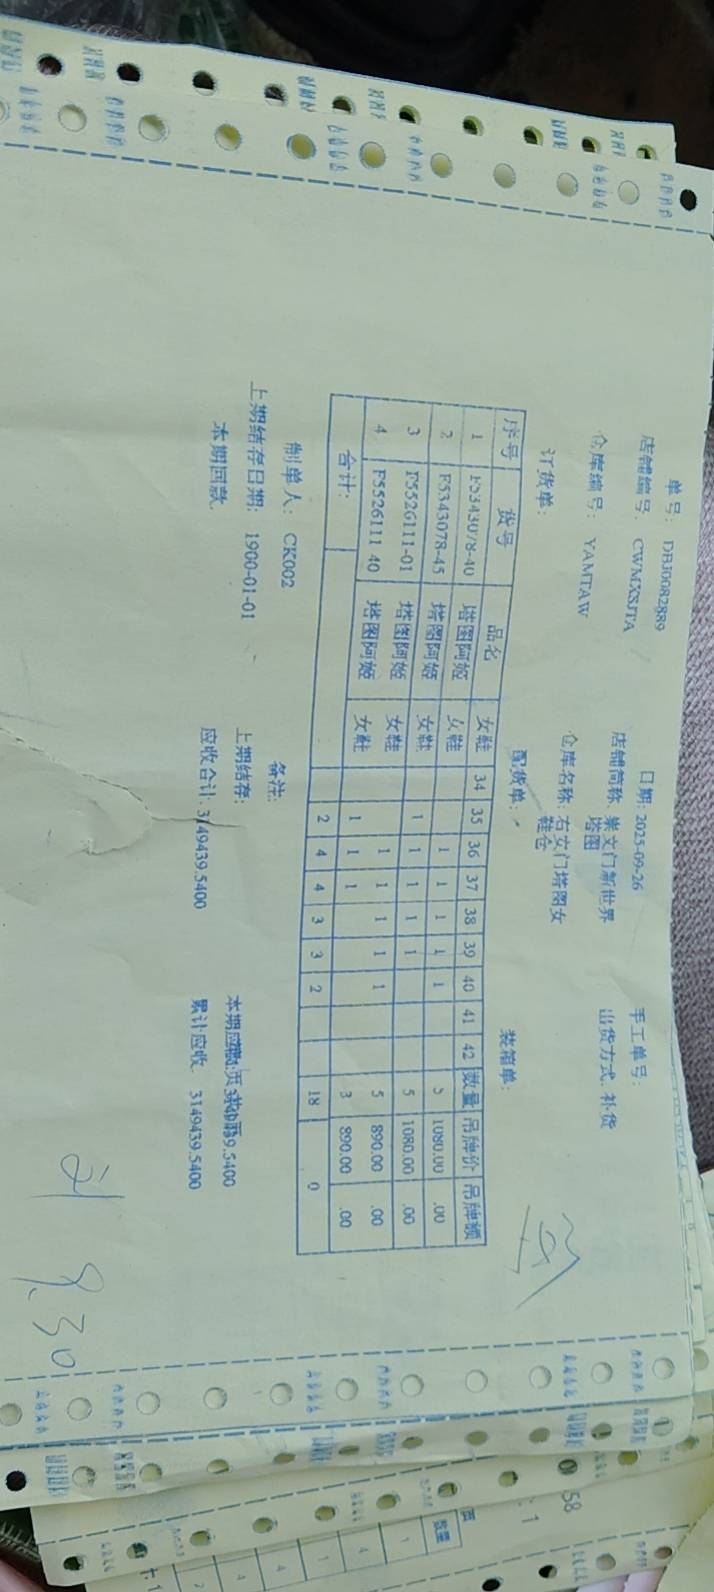 单号: DBJ0082889 日期: 2025-09-26 手工单号:
店铺编号: CWMXSJTA 店铺简称: 崇文门新世界塔图 出货方式: 补货
仓库编号: YAMTAW 仓库名称: 右安门塔图女鞋仓
订货单: 配货单: 装箱单:
序号 货号 品名 女鞋 34 35 36 37 38 39 40 41 42 数量 吊牌价 吊牌额
1 F5343078-40 塔图阿姬 女鞋 1 1 1 1 1 5 1080.00 .00
2 F5343078-45 塔图阿姬 女鞋 1 1 1 1 1 5 1080.00 .00
3 F5526111-01 塔图阿姬 女鞋 1 1 1 1 1 5 890.00 .00
4 F5526111 40 塔图阿姬 女鞋 1 1 1 3 890.00 .00
合计: 2 4 4 3 3 2 18 0
制单人: CK002 备注:
上期结存日期: 1900-01-01 上期结存:
本期回款 应收合计: 3149439.5400 累计应收: 3149439.5400
9.30
58
数量